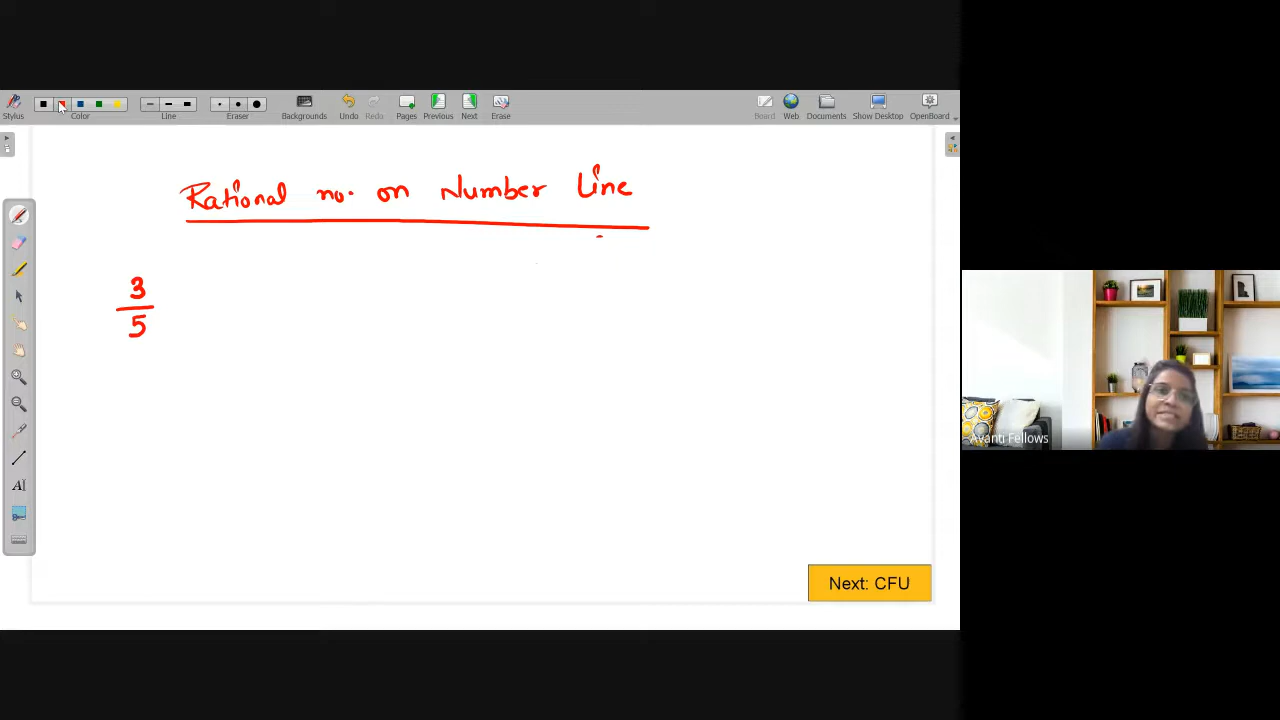 Stylus
Color
Line
Eraser
Backgrounds
Undo
Redo
Pages
Previous
Next
Erase
Board
Web
Documents
Show Desktop
OpenBoard
Rational no. on Number Line
3
5
AI
Next: CFU
Avanti Fellows